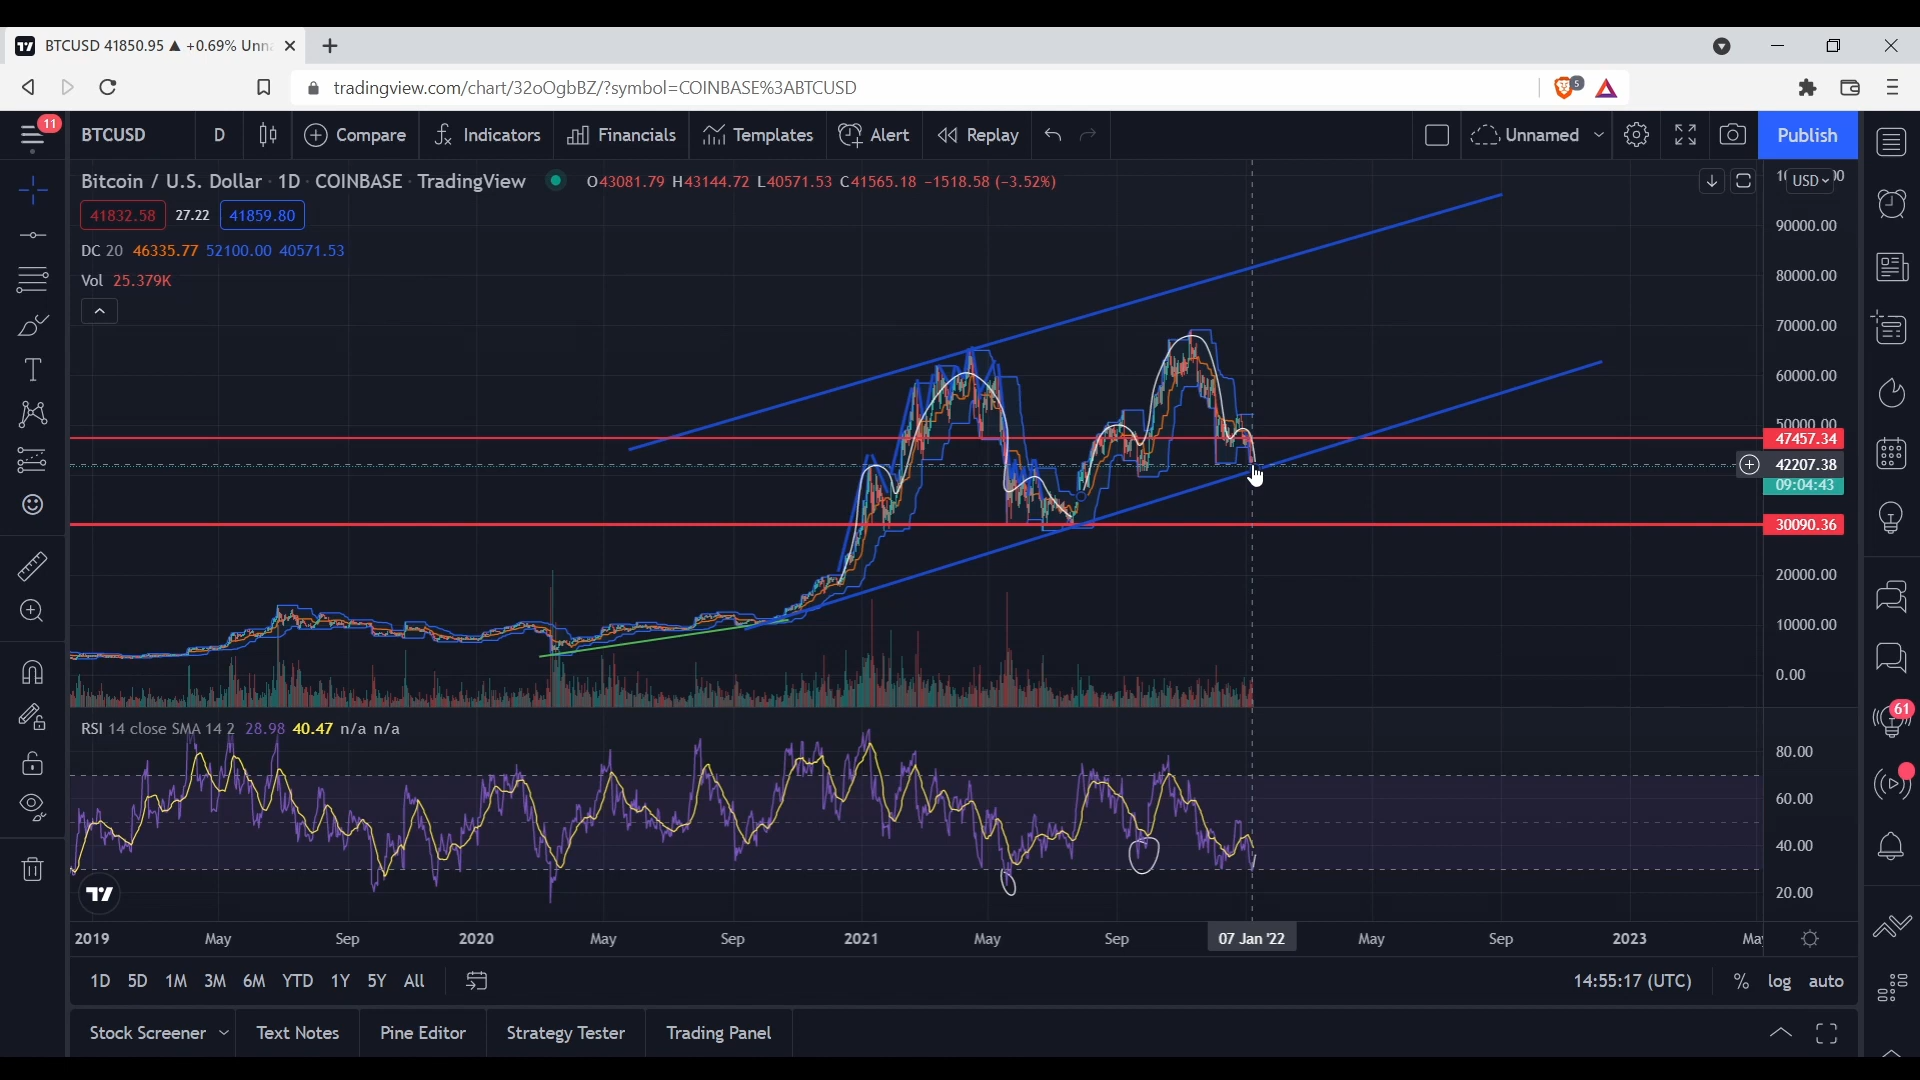 BTCUSD 41850.95 ▲ +0.69% Unna
tradingview.com/chart/32oOgbBZ/?symbol=COINBASE%3ABTCUSD
5
11
BTCUSD D Compare Indicators Financials Templates Alert Replay Unnamed Publish
Bitcoin / U.S. Dollar · 1D · COINBASE · TradingView O43081.79 H43144.72 L40571.53 C41565.18 -1518.58 (-3.52%)
USD
41832.58 27.22 41859.80
DC 20 46335.77 52100.00 40571.53
Vol 25.379K
90000.00
80000.00
70000.00
60000.00
50000.00
47457.34
42207.38
09:04:43
30090.36
20000.00
10000.00
0.00
61
RSI 14 close SMA 14 2 28.98 40.47 n/a n/a
80.00
60.00
40.00
20.00
2019 May Sep 2020 May Sep 2021 May Sep 07 Jan '22 May Sep 2023
1D 5D 1M 3M 6M YTD 1Y 5Y All 14:55:17 (UTC) % log auto
Stock Screener Text Notes Pine Editor Strategy Tester Trading Panel